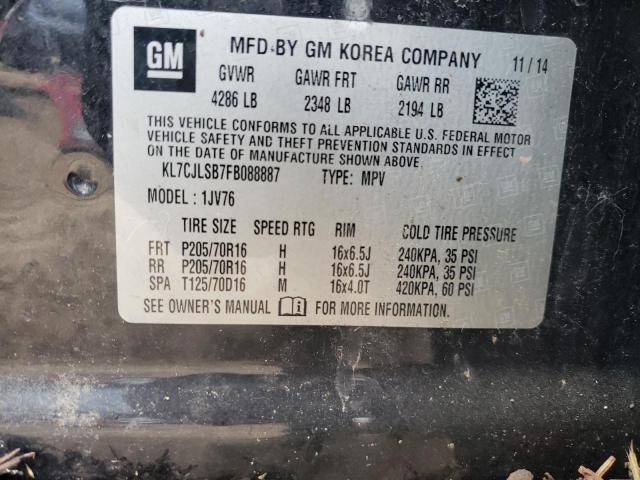 GM MFD BY GM KOREA COMPANY 11/14
GVWR GAWR FRT GAWR RR
4286 LB 2348 LB 2194 LB
THIS VEHICLE CONFORMS TO ALL APPLICABLE U.S. FEDERAL MOTOR
VEHICLE SAFETY AND THEFT PREVENTION STANDARDS IN EFFECT
ON THE DATE OF MANUFACTURE SHOWN ABOVE.
KL7CJLSB7FB088887 TYPE: MPV
MODEL: 1JV76
TIRE SIZE SPEED RTG RIM COLD TIRE PRESSURE
FRT P205/70R16 H 16x6.5J 240KPA, 35 PSI
RR P205/70R16 H 16x6.5J 240KPA, 35 PSI
SPA T125/70D16 M 16x4.0T 420KPA, 60 PSI
SEE OWNER'S MANUAL i FOR MORE INFORMATION.